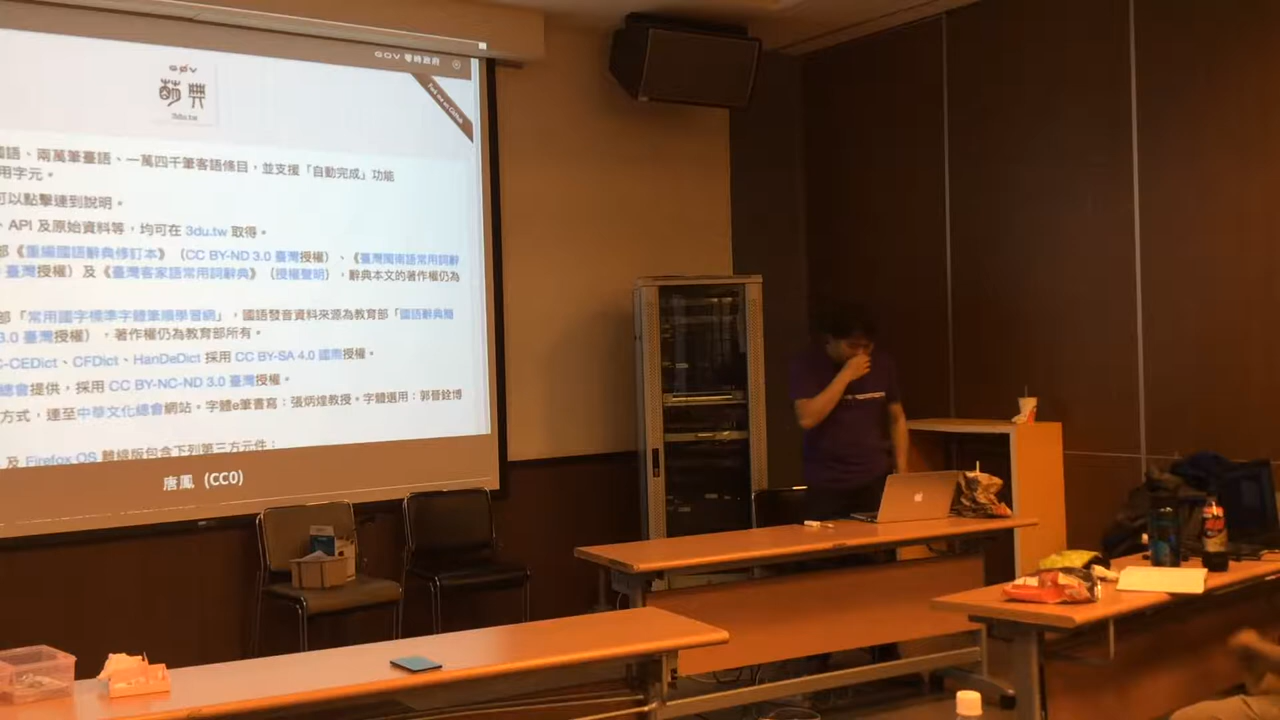 G0V 零時政府
G0V
萌典
3du.tw
Fork me on GitHub
國語、兩萬筆臺語、一萬四千筆客語條目，並支援「自動完成」功能
用字元。
可以點擊連到說明。
、API 及原始資料等，均可在 3du.tw 取得。
部《重編國語辭典修訂本》（CC BY-ND 3.0 臺灣授權）、《臺灣閩南語常用詞辭
臺灣授權）及《臺灣客家語常用詞辭典》（授權聲明），辭典本文的著作權仍為
部「常用國字標準字體筆順學習網」，國語發音資料來源為教育部「國語辭典簡
3.0 臺灣授權），著作權仍為教育部所有。
C-CEDict、CFDict、HanDeDict 採用 CC BY-SA 4.0 國際授權。
總會提供，採用 CC BY-NC-ND 3.0 臺灣授權。
方式，連至中華文化總會網站。字體e筆書寫：張炳煌教授。字體選用：郭晉銓博
及 Firefox OS 離線版包含下列第三方元件：
唐鳳 (CC0)